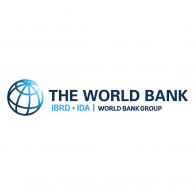 THE WORLD BANK
IBRD • IDA | WORLD BANK GROUP